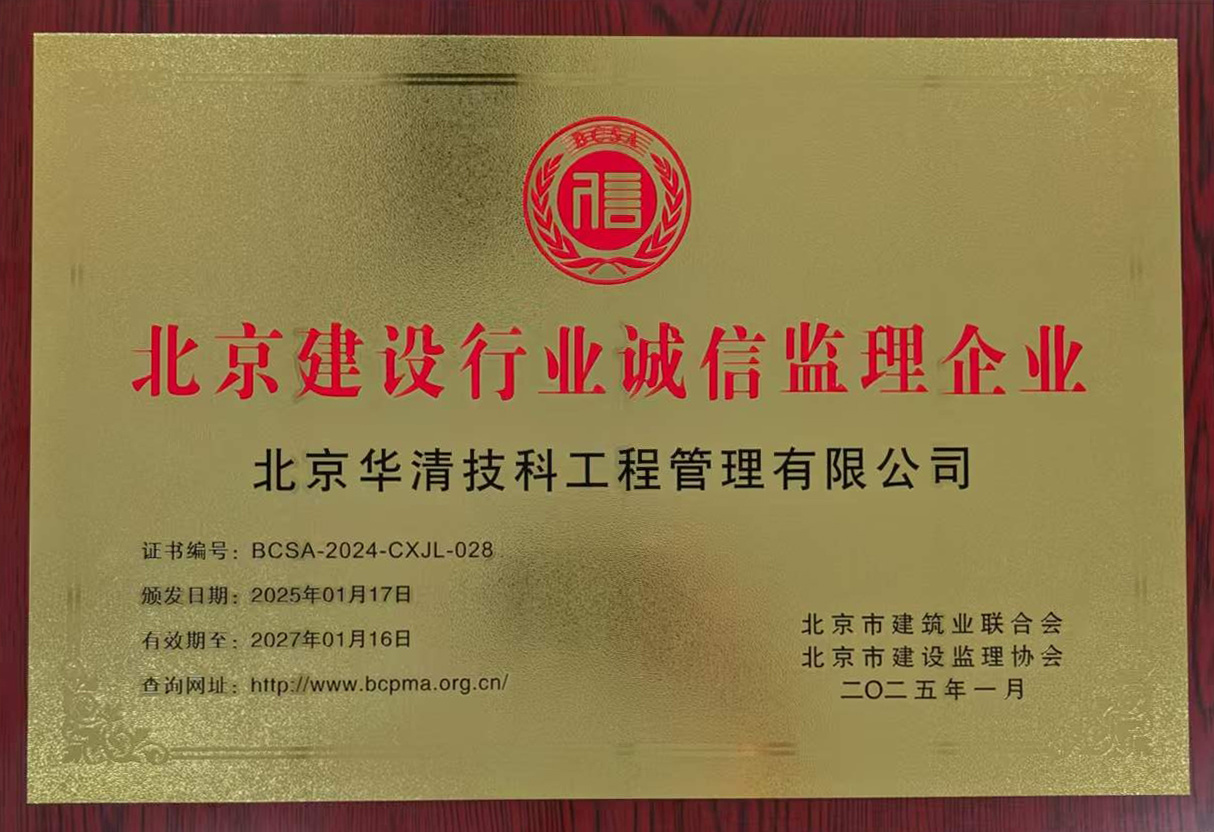 BCSA
信
北京建设行业诚信监理企业
北京华清技科工程管理有限公司
证书编号：BCSA-2024-CXJL-028
颁发日期：2025年01月17日
有效期至：2027年01月16日
查询网址：http://www.bcpma.org.cn/
北京市建筑业联合会
北京市建设监理协会
二〇二五年一月